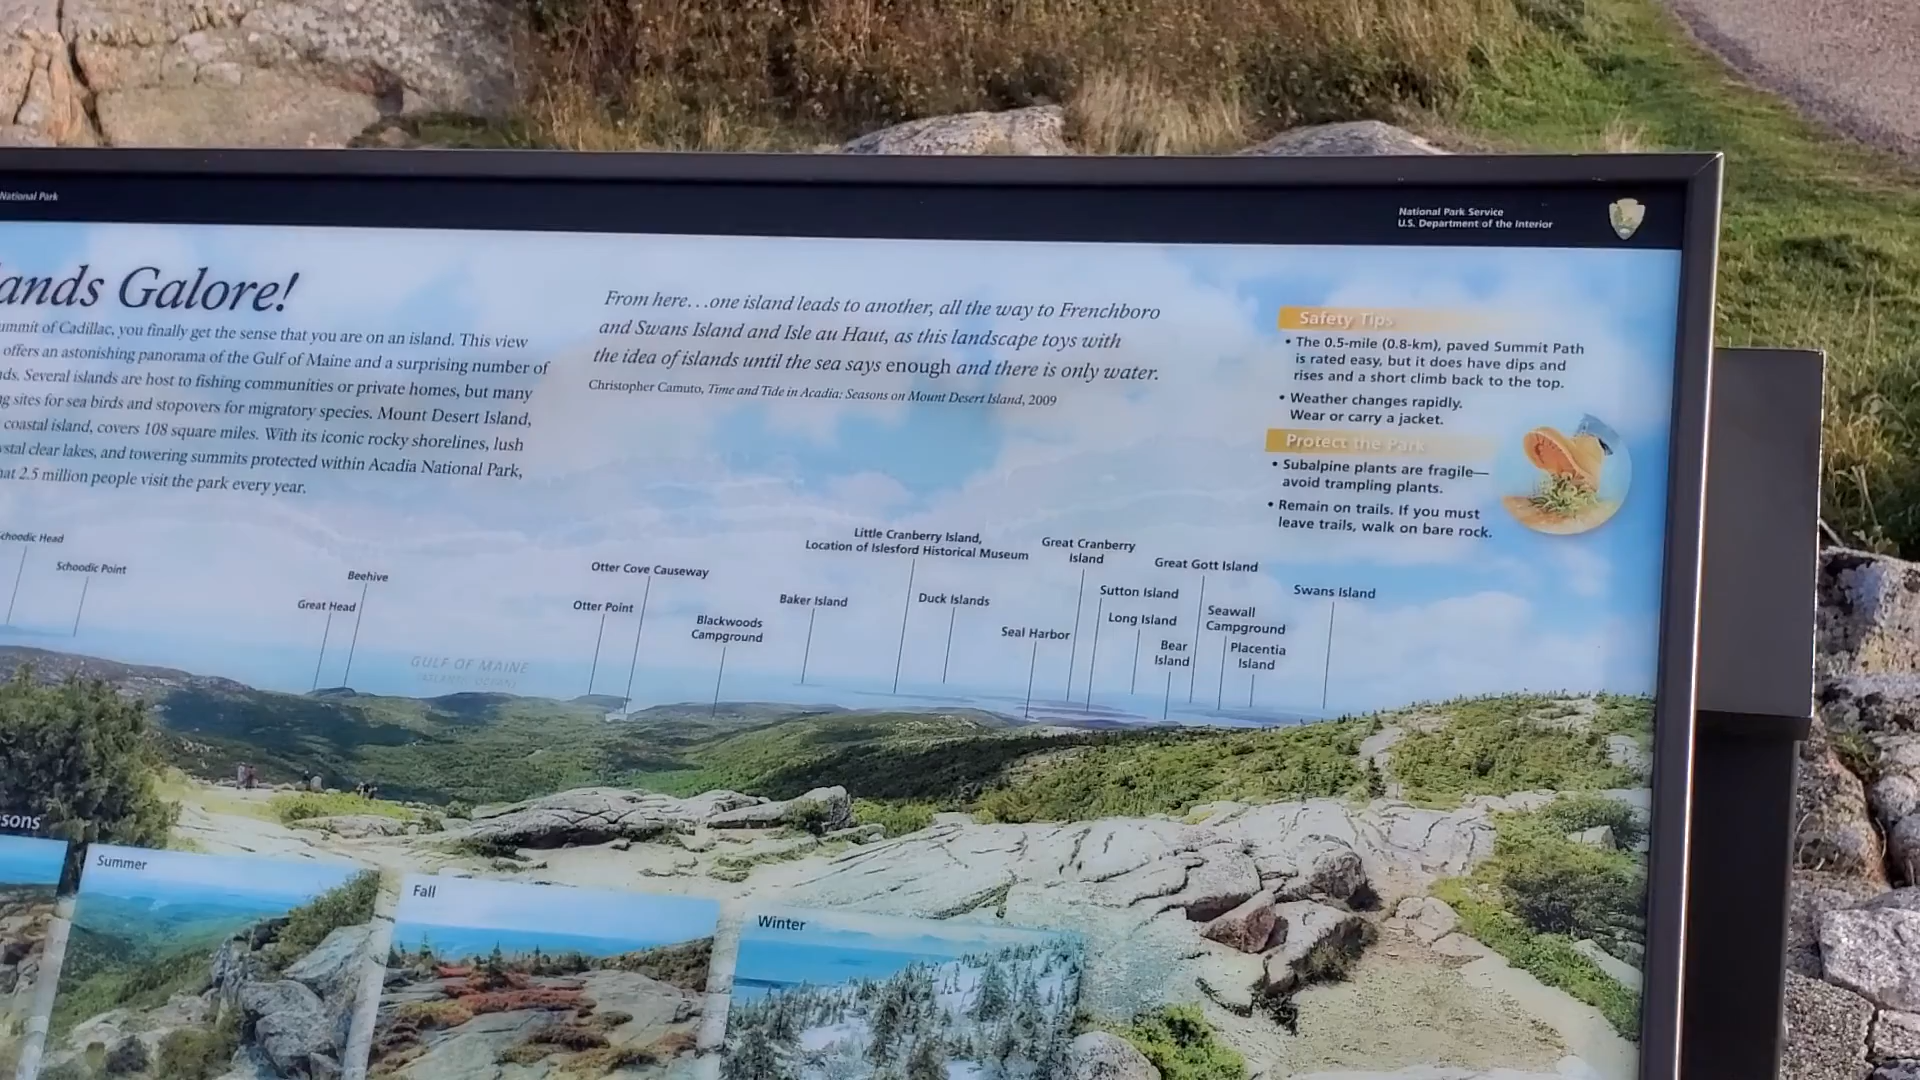 National Park
National Park Service
U.S. Department of the Interior
Galore!
of Cadillac, you finally get the sense that you are on an island. This view
offers an astonishing panorama of the Gulf of Maine and a surprising number of
Several islands are host to fishing communities or private homes, but many
sites for sea birds and stopovers for migratory species. Mount Desert Island,
coastal island, covers 108 square miles. With its iconic rocky shorelines, lush
clear lakes, and towering summits protected within Acadia National Park,
2.5 million people visit the park every year.
From here...one island leads to another, all the way to Frenchboro
and Swans Island and Isle au Haut, as this landscape toys with
the idea of islands until the sea says enough and there is only water.
Christopher Camuto, Time and Tide in Acadia: Seasons on Mount Desert Island, 2009
Safety Tips
• The 0.5-mile (0.8-km), paved Summit Path
is rated easy, but it does have dips and
rises and a short climb back to the top.
• Weather changes rapidly.
Wear or carry a jacket.
Protect the Park
• Subalpine plants are fragile—
avoid trampling plants.
• Remain on trails. If you must
leave trails, walk on bare rock.
Schoodic Head
Schoodic Point
Great Head
Beehive
GULF OF MAINE
(ATLANTIC OCEAN)
Otter Point
Otter Cove Causeway
Blackwoods
Campground
Baker Island
Little Cranberry Island,
Location of Islesford Historical Museum
Duck Islands
Seal Harbor
Great Cranberry
Island
Sutton Island
Long Island
Bear
Island
Great Gott Island
Seawall
Campground
Placentia
Island
Swans Island
Summer
Fall
Winter